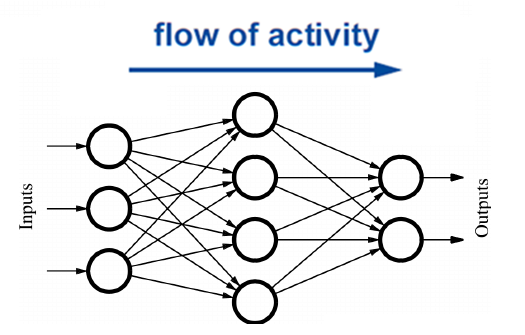 flow of activity
Inputs
Outputs